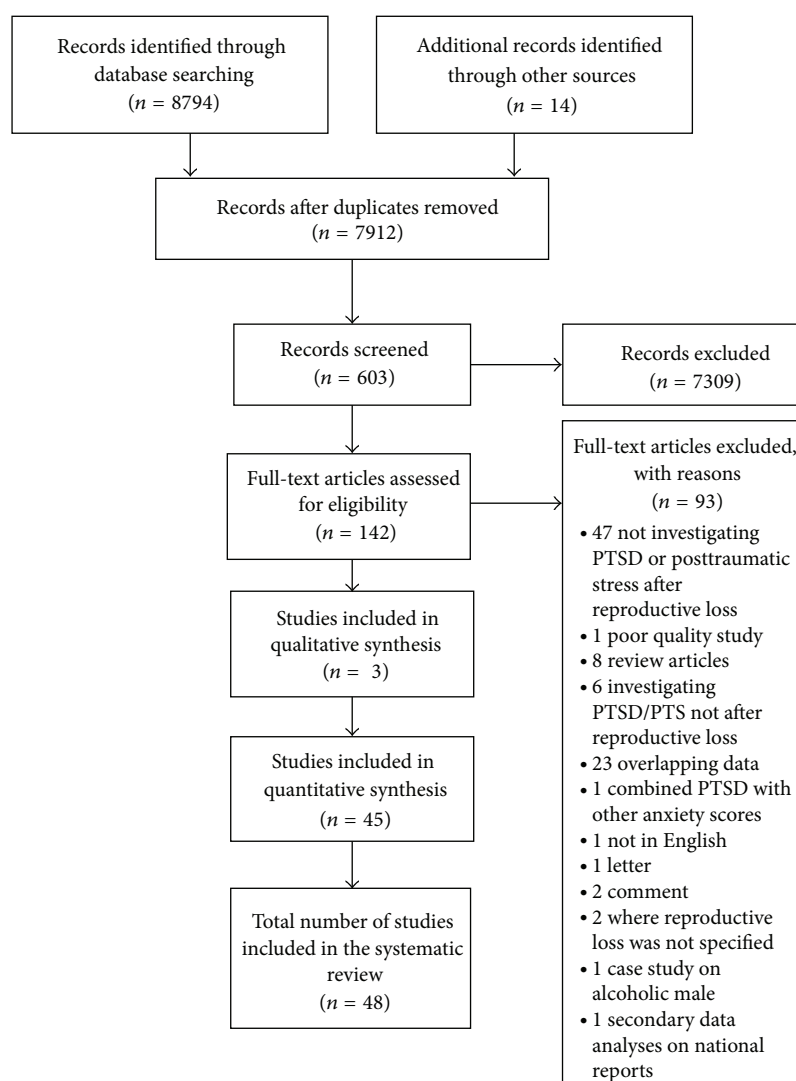 Records identified through
database searching
(n = 8794)
Additional records identified
through other sources
(n = 14)
Records after duplicates removed
(n = 7912)
Records screened
(n = 603)
Records excluded
(n = 7309)
Full-text articles assessed
for eligibility
(n = 142)
Full-text articles excluded,
with reasons
(n = 93)
• 47 not investigating
PTSD or posttraumatic
stress after
reproductive loss
• 1 poor quality study
• 8 review articles
• 6 investigating
PTSD/PTS not after
reproductive loss
• 23 overlapping data
• 1 combined PTSD with
other anxiety scores
• 1 not in English
• 1 letter
• 2 comment
• 2 where reproductive
loss was not specified
• 1 case study on
alcoholic male
• 1 secondary data
analyses on national
reports
Studies included in
qualitative synthesis
(n = 3)
Studies included in
quantitative synthesis
(n = 45)
Total number of studies
included in the systematic
review
(n = 48)